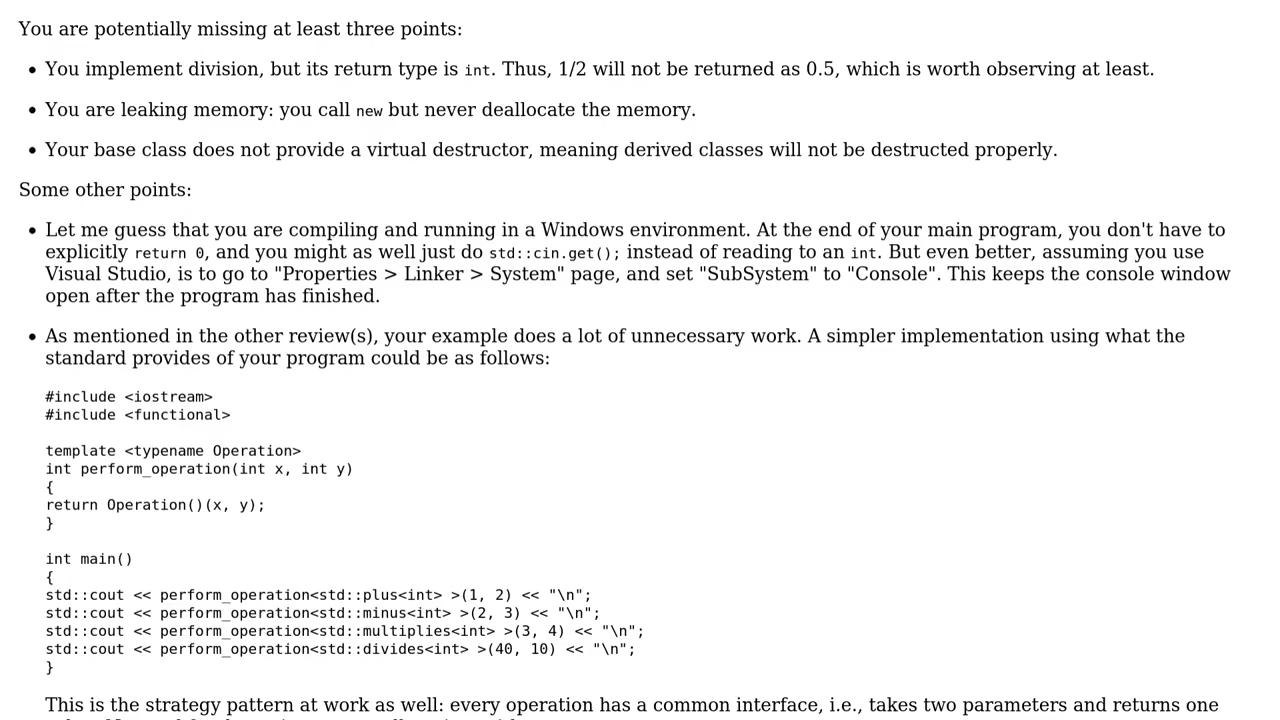 You are potentially missing at least three points:
• You implement division, but its return type is int. Thus, 1/2 will not be returned as 0.5, which is worth observing at least.
• You are leaking memory: you call new but never deallocate the memory.
• Your base class does not provide a virtual destructor, meaning derived classes will not be destructed properly.
Some other points:
• Let me guess that you are compiling and running in a Windows environment. At the end of your main program, you don't have to
explicitly return 0, and you might as well just do std::cin.get(); instead of reading to an int. But even better, assuming you use
Visual Studio, is to go to "Properties > Linker > System" page, and set "SubSystem" to "Console". This keeps the console window
open after the program has finished.
• As mentioned in the other review(s), your example does a lot of unnecessary work. A simpler implementation using what the
standard provides of your program could be as follows:
#include <iostream>
#include <functional>
template <typename Operation>
int perform_operation(int x, int y)
{
return Operation()(x, y);
}
int main()
{
std::cout << perform_operation<std::plus<int> >(1, 2) << "\n";
std::cout << perform_operation<std::minus<int> >(2, 3) << "\n";
std::cout << perform_operation<std::multiplies<int> >(3, 4) << "\n";
std::cout << perform_operation<std::divides<int> >(40, 10) << "\n";
}
This is the strategy pattern at work as well: every operation has a common interface, i.e., takes two parameters and returns one